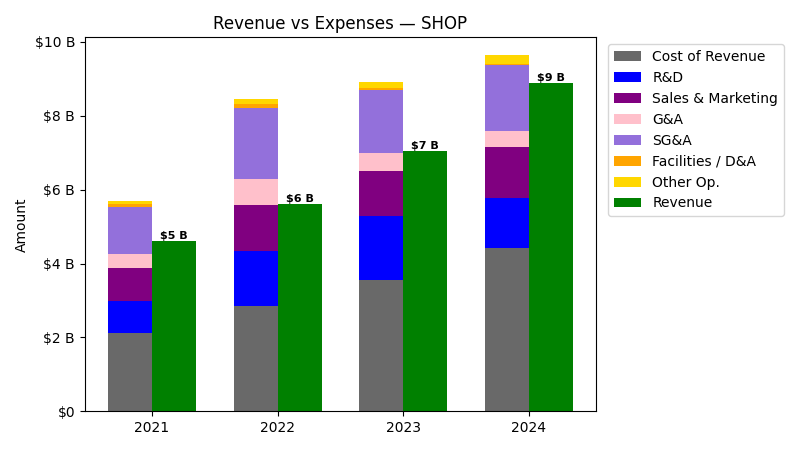 Revenue vs Expenses — SHOP
$10 B
$8 B
$6 B
$4 B
$2 B
$0
Amount
$5 B
$6 B
$7 B
$9 B
2021 2022 2023 2024
Cost of Revenue
R&D
Sales & Marketing
G&A
SG&A
Facilities / D&A
Other Op.
Revenue